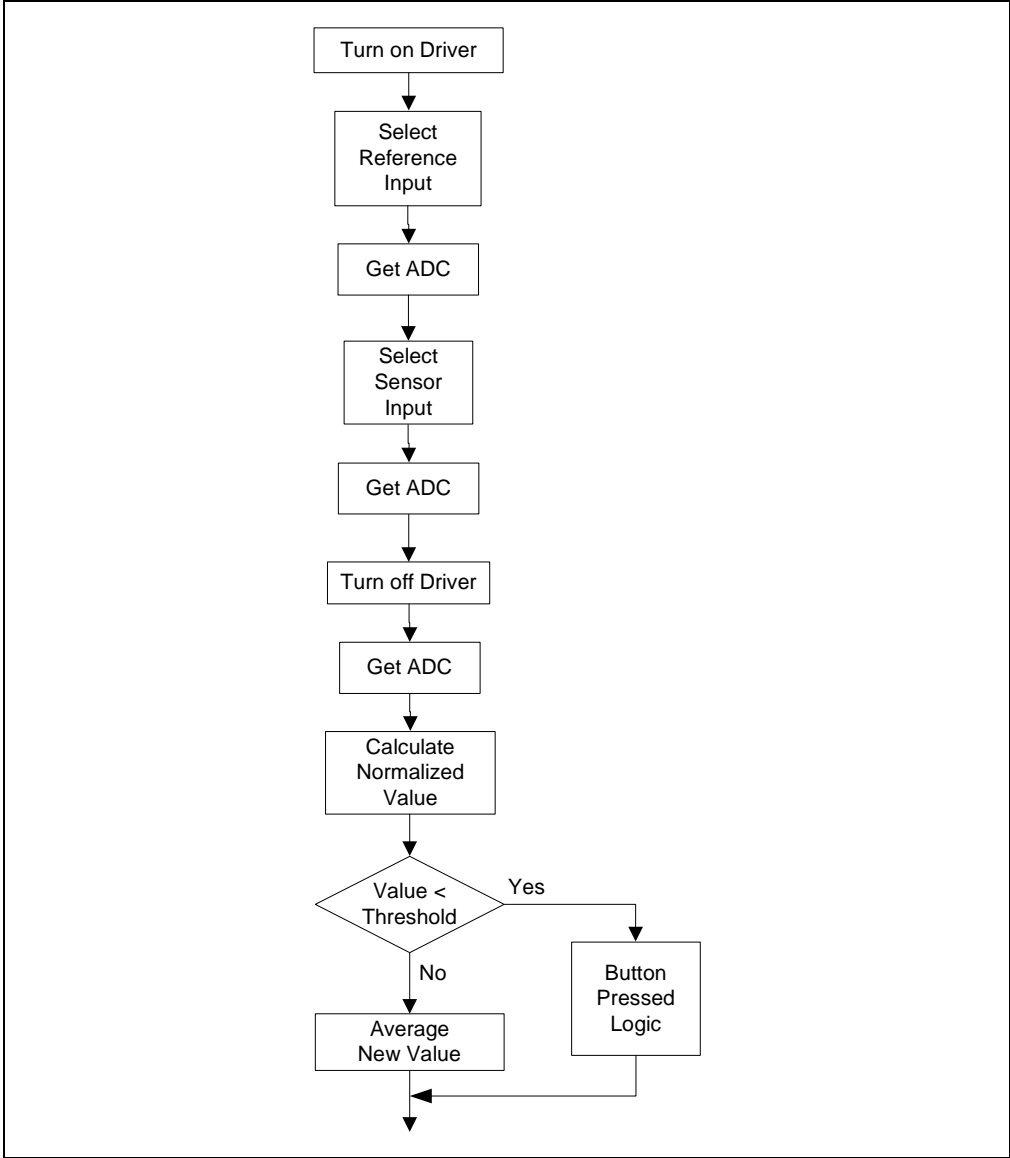 Turn on Driver
Select
Reference
Input
Get ADC
Select
Sensor
Input
Get ADC
Turn off Driver
Get ADC
Calculate
Normalized
Value
Value <
Threshold
Yes
No
Button
Pressed
Logic
Average
New Value